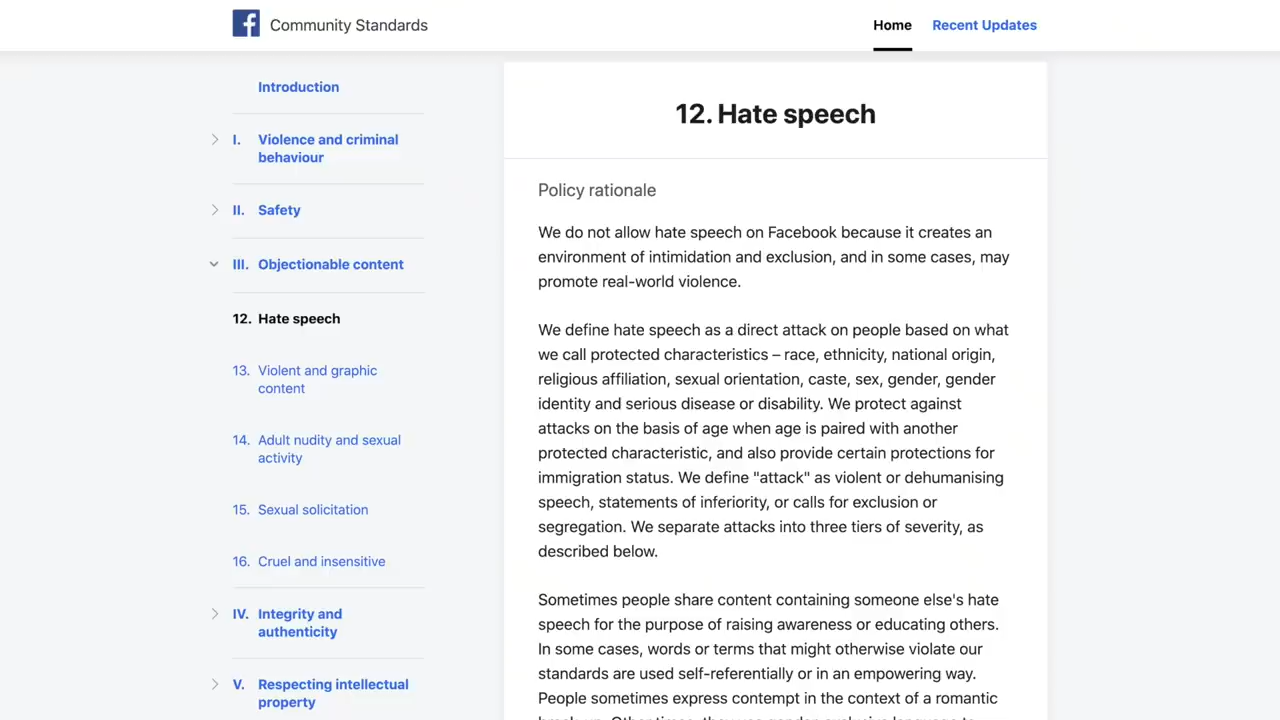 Community Standards
Home
Recent Updates
Introduction
I. Violence and criminal
behaviour
II. Safety
III. Objectionable content
12. Hate speech
13. Violent and graphic
content
14. Adult nudity and sexual
activity
15. Sexual solicitation
16. Cruel and insensitive
IV. Integrity and
authenticity
V. Respecting intellectual
property
12. Hate speech
Policy rationale
We do not allow hate speech on Facebook because it creates an
environment of intimidation and exclusion, and in some cases, may
promote real-world violence.
We define hate speech as a direct attack on people based on what
we call protected characteristics – race, ethnicity, national origin,
religious affiliation, sexual orientation, caste, sex, gender, gender
identity and serious disease or disability. We protect against
attacks on the basis of age when age is paired with another
protected characteristic, and also provide certain protections for
immigration status. We define "attack" as violent or dehumanising
speech, statements of inferiority, or calls for exclusion or
segregation. We separate attacks into three tiers of severity, as
described below.
Sometimes people share content containing someone else's hate
speech for the purpose of raising awareness or educating others.
In some cases, words or terms that might otherwise violate our
standards are used self-referentially or in an empowering way.
People sometimes express contempt in the context of a romantic